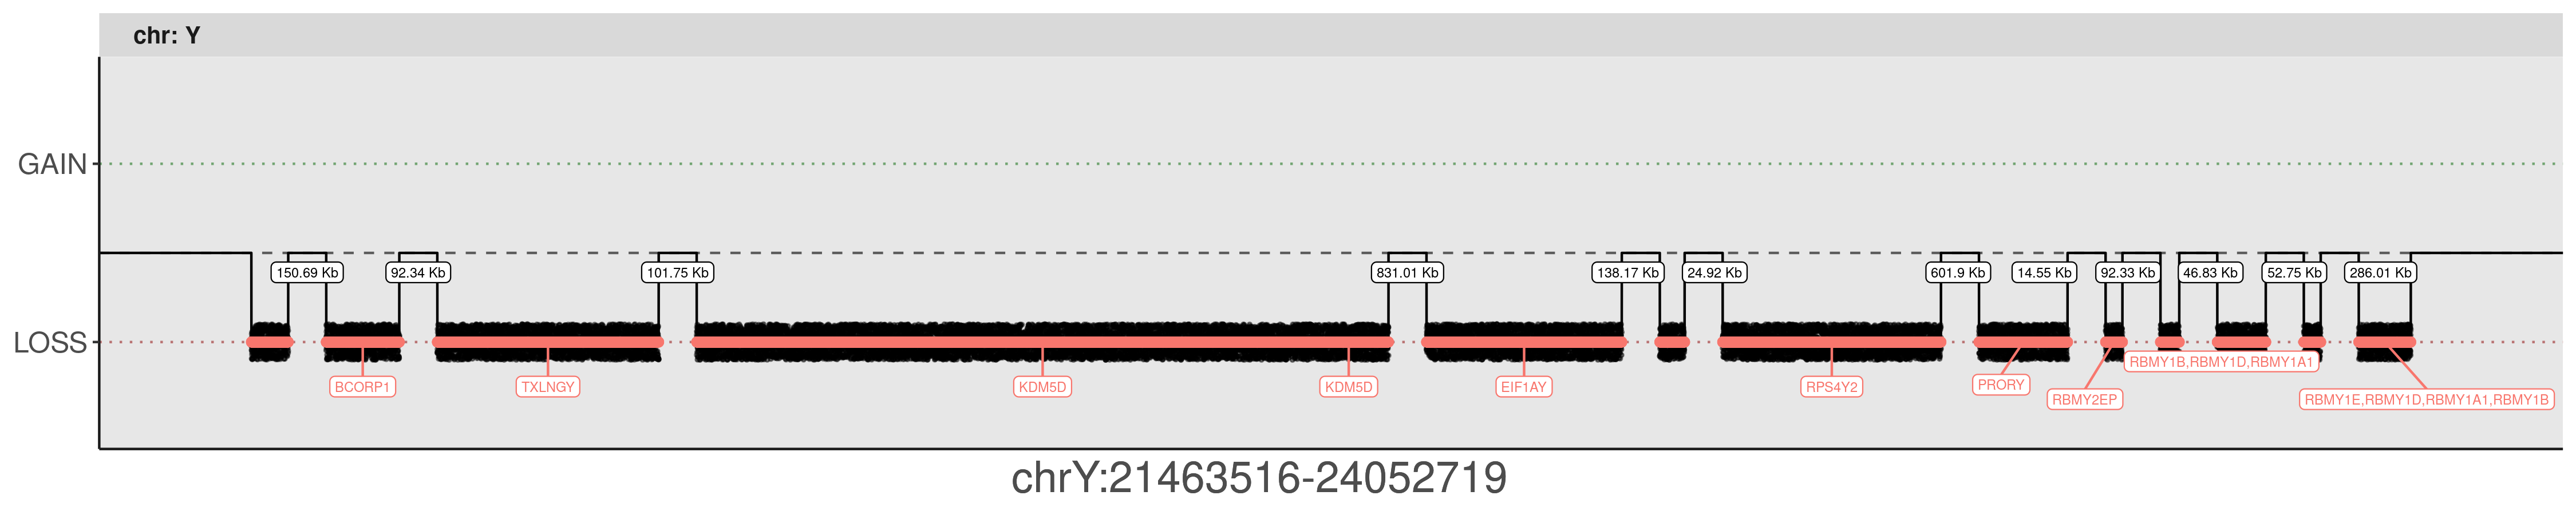 chr: Y
GAIN
150.69 Kb
92.34 Kb
101.75 Kb
831.01 Kb
138.17 Kb
24.92 Kb
601.9 Kb
14.55 Kb
92.33 Kb
46.83 Kb
52.75 Kb
286.01 Kb
LOSS
BCORP1
TXLNGY
KDM5D
KDM5D
EIF1AY
RPS4Y2
PRORY
RBMY2EP
RBMY1B,RBMY1D,RBMY1A1
RBMY1E,RBMY1D,RBMY1A1,RBMY1B
chrY:21463516-24052719